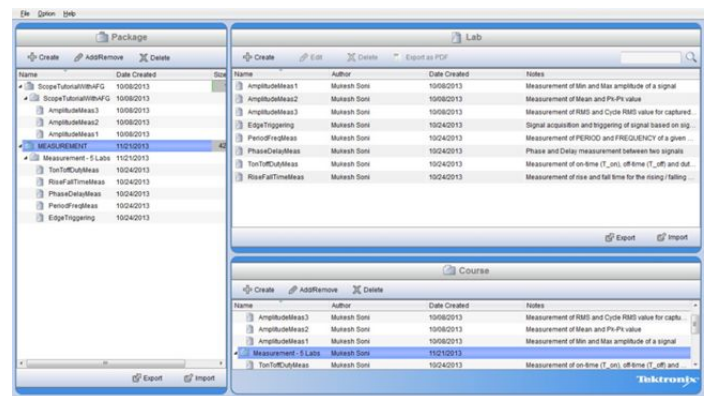 File Option Help
Package
Create Add/Remove Delete
Name Date Created Size
ScopeTutorialWithAFG 10/08/2013
ScopeTutorialWithAFG 10/08/2013
AmplitudeMeas3 10/08/2013
AmplitudeMeas2 10/08/2013
AmplitudeMeas1 10/08/2013
MEASUREMENT 11/21/2013 42
Measurement - 5 Labs 11/21/2013
TonToffDutyMeas 10/24/2013
RiseFallTimeMeas 10/24/2013
PhaseDelayMeas 10/24/2013
PeriodFreqMeas 10/24/2013
EdgeTriggering 10/24/2013
Export Import
Lab
Create Edit Delete Export as PDF
Name Author Date Created Notes
AmplitudeMeas1 Mukesh Soni 10/08/2013 Measurement of Min and Max amplitude of a signal
AmplitudeMeas2 Mukesh Soni 10/08/2013 Measurement of Mean and Pk-Pk value
AmplitudeMeas3 Mukesh Soni 10/08/2013 Measurement of RMS and Cycle RMS value for captured...
EdgeTriggering Mukesh Soni 10/24/2013 Signal acquisition and triggering of signal based on sig...
PeriodFreqMeas Mukesh Soni 10/24/2013 Measurement of PERIOD and FREQUENCY of a given ...
PhaseDelayMeas Mukesh Soni 10/24/2013 Phase and Delay measurement between two signals
TonToffDutyMeas Mukesh Soni 10/24/2013 Measurement of on-time (T_on), off-time (T_off) and dut...
RiseFallTimeMeas Mukesh Soni 10/24/2013 Measurement of rise and fall time for the rising / falling ...
Export Import
Course
Create Add/Remove Delete
Name Author Date Created Notes
AmplitudeMeas3 Mukesh Soni 10/08/2013 Measurement of RMS and Cycle RMS value for captu...
AmplitudeMeas2 Mukesh Soni 10/08/2013 Measurement of Mean and Pk-Pk value
AmplitudeMeas1 Mukesh Soni 10/08/2013 Measurement of Min and Max amplitude of a signal
Measurement - 5 Labs Mukesh Soni 11/21/2013
TonToffDutyMeas Mukesh Soni 10/24/2013 Measurement of on-time (T_on), off-time (T_off) and ...
Tektronix